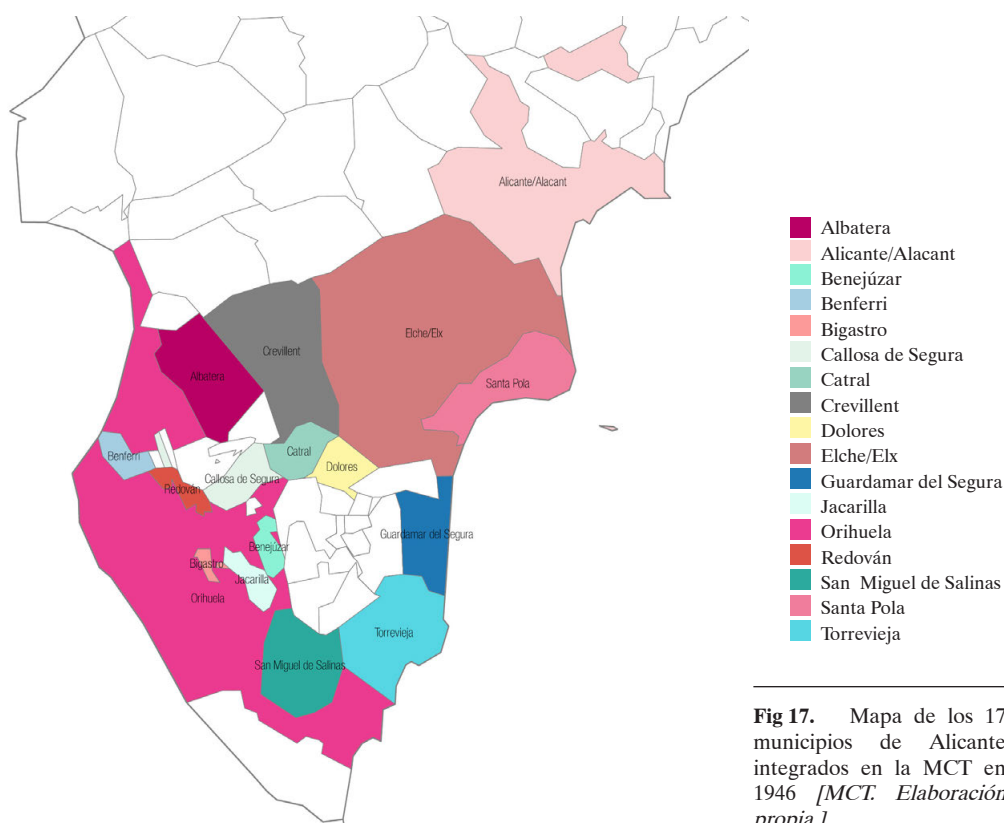 Alicante/Alacant
Elche/Elx
Crevillent
Albatera
Santa Pola
Catral
Benferri
Dolores
Callosa de Segura
Redován
Guardamar del Segura
Benejúzar
Bigastro
Jacarilla
Orihuela
Torrevieja
San Miguel de Salinas
Albatera
Alicante/Alacant
Benejúzar
Benferri
Bigastro
Callosa de Segura
Catral
Crevillent
Dolores
Elche/Elx
Guardamar del Segura
Jacarilla
Orihuela
Redován
San Miguel de Salinas
Santa Pola
Torrevieja
Fig 17. Mapa de los 17
municipios de Alicante
integrados en la MCT en
1946 [MCT. Elaboración
propia.]